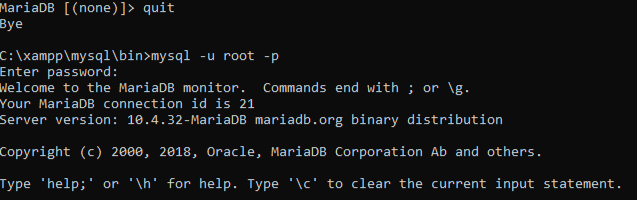 MariaDB [(none)]> quit
Bye
C:\xampp\mysql\bin>mysql -u root -p
Enter password:
Welcome to the MariaDB monitor.  Commands end with ; or \g.
Your MariaDB connection id is 21
Server version: 10.4.32-MariaDB mariadb.org binary distribution
Copyright (c) 2000, 2018, Oracle, MariaDB Corporation Ab and others.
Type 'help;' or '\h' for help. Type '\c' to clear the current input statement.